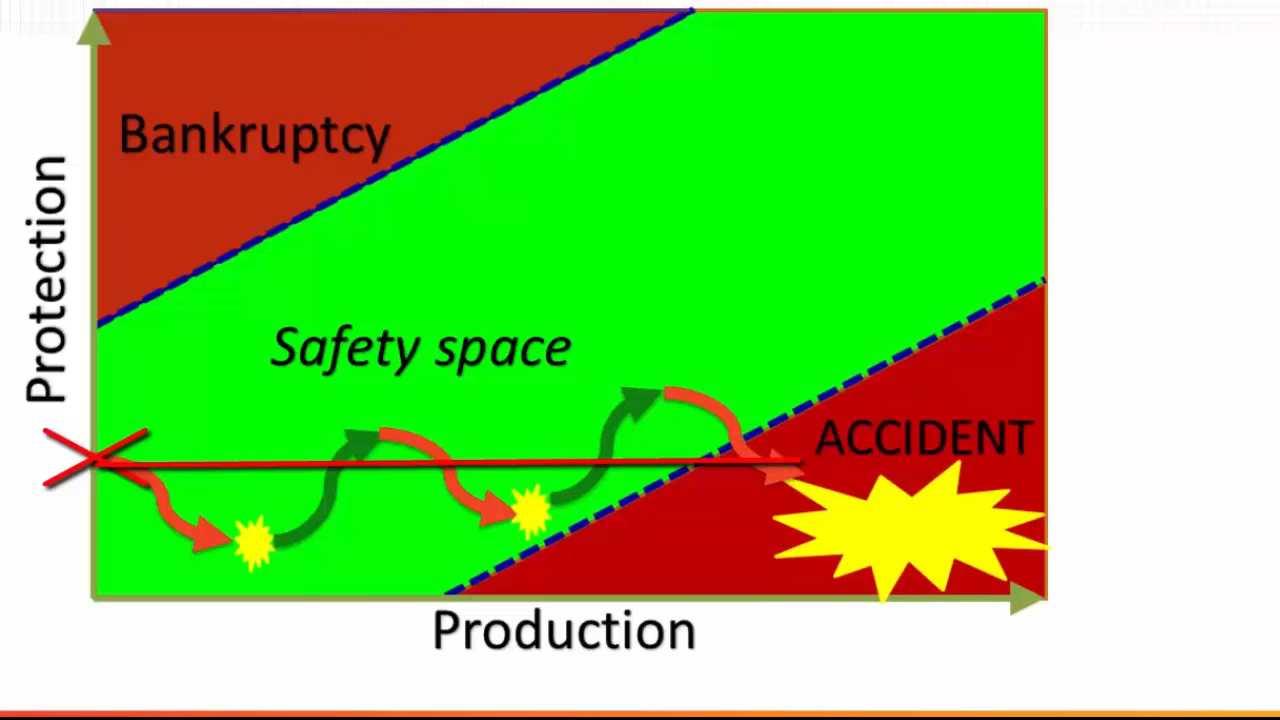 Bankruptcy
Protection
Safety space
ACCIDENT
Production